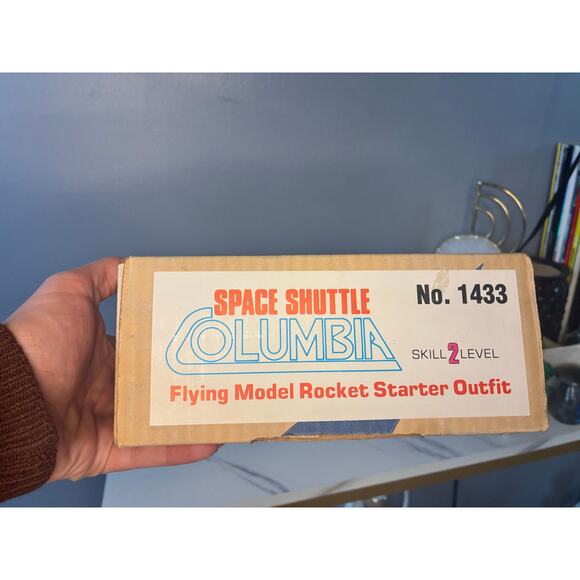 SPACE SHUTTLE
COLUMBIA
No. 1433
SKILL 2 LEVEL
Flying Model Rocket Starter Outfit